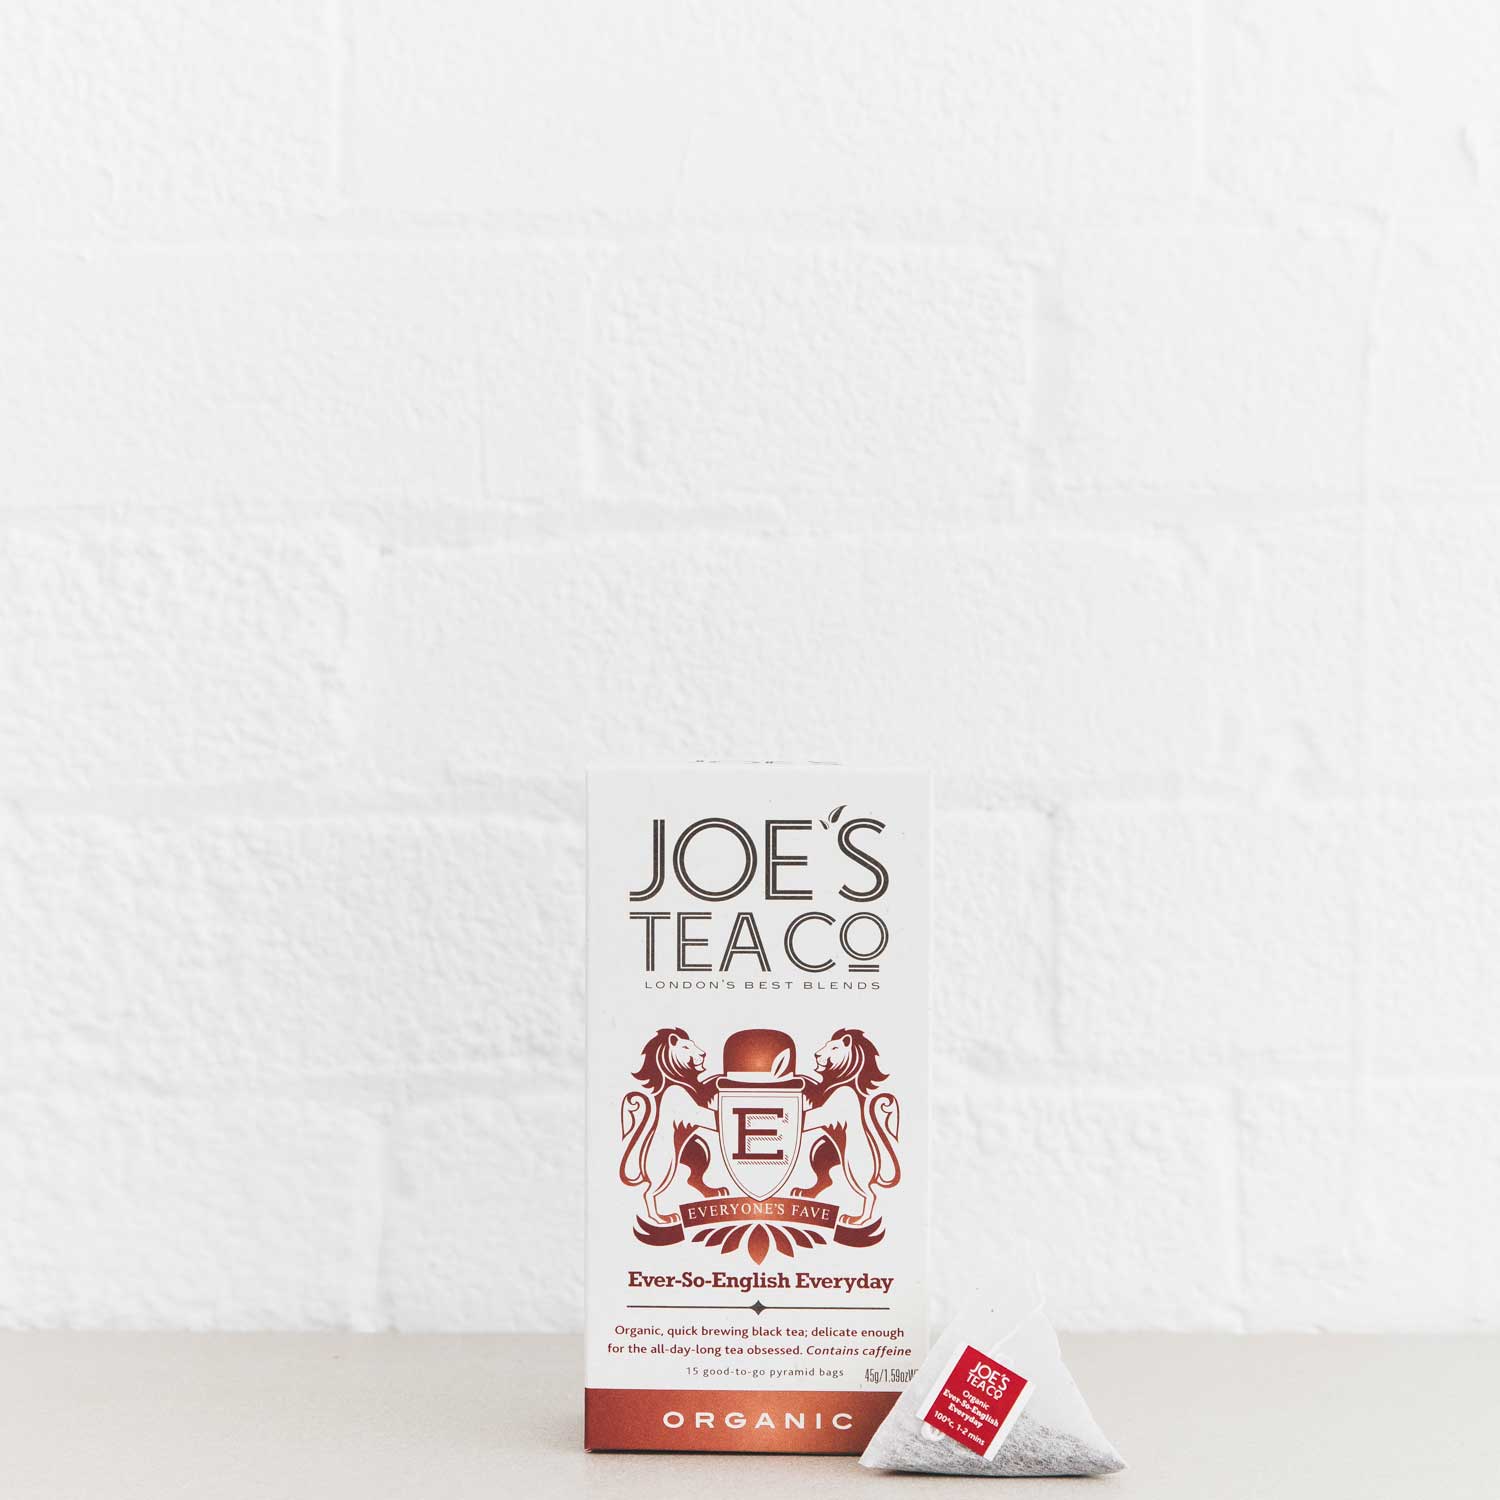 JOE'S
TEA CO
LONDON'S BEST BLENDS
E
EVERYONE'S FAVE
Ever-So-English Everyday
Organic, quick brewing black tea; delicate enough
for the all-day-long tea obsessed. Contains caffeine
15 good-to-go pyramid bags
45g/1.59oz
ORGANIC
JOE'S
TEA CO
Organic
Ever-So-English
Everyday
100°c, 1-2 mins